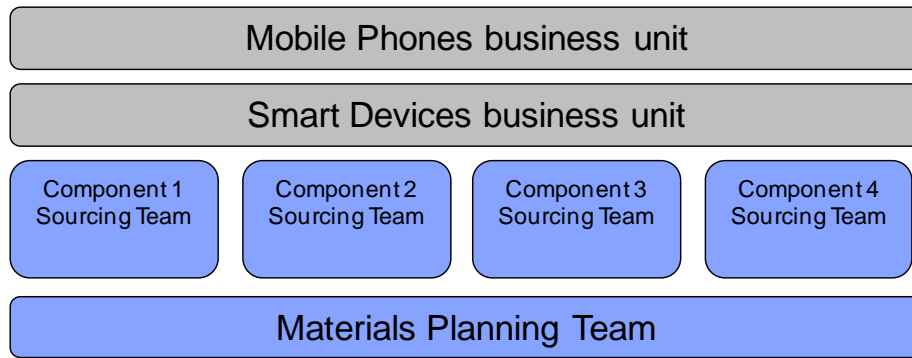 Mobile Phones business unit
Smart Devices business unit
Component 1
Sourcing Team
Component 2
Sourcing Team
Component 3
Sourcing Team
Component 4
Sourcing Team
Materials Planning Team